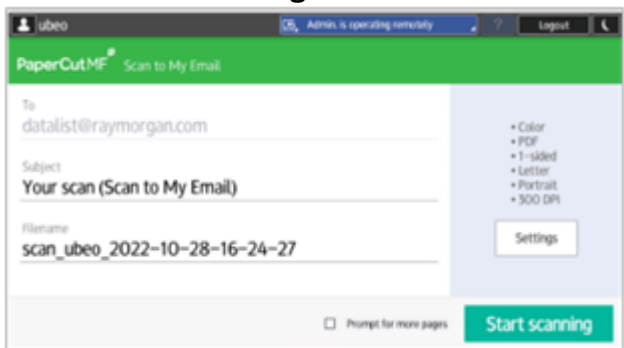 ubeo Admin. is operating remotely ? Logout
PaperCut MF Scan to My Email
To
datalist@raymorgan.com
Subject
Your scan (Scan to My Email)
Filename
scan_ubeo_2022-10-28-16-24-27
• Color
• PDF
• 1-sided
• Letter
• Portrait
• 300 DPI
Settings
Prompt for more pages Start scanning